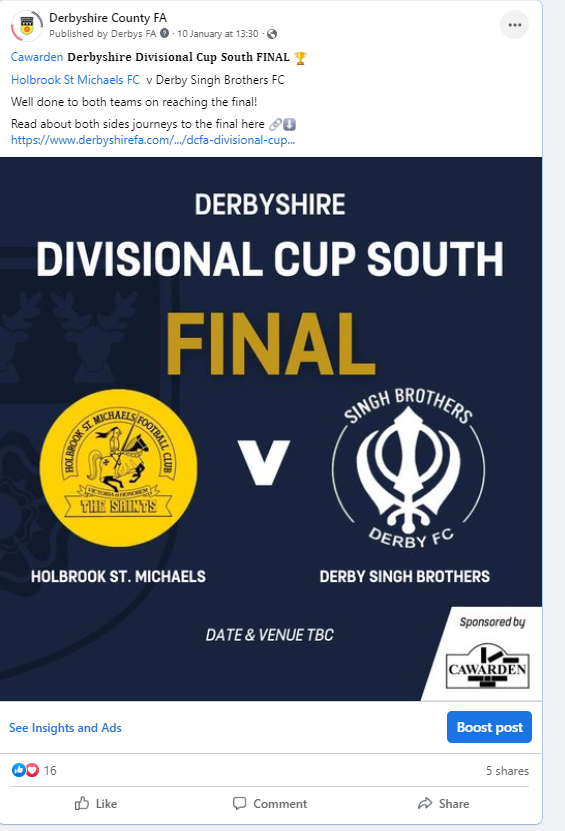 Derbyshire County FA
Published by Derbys FA · 10 January at 13:30 ·
Cawarden Derbyshire Divisional Cup South FINAL 🏆
Holbrook St Michaels FC v Derby Singh Brothers FC
Well done to both teams on reaching the final!
Read about both sides journeys to the final here 🔗⬇️
https://www.derbyshirefa.com/.../dcfa-divisional-cup...
DERBYSHIRE
DIVISIONAL CUP SOUTH
FINAL
HOLBROOK ST. MICHAELS FOOTBALL CLUB
VICTORIA et HONOREM
THE SAINTS
V
SINGH BROTHERS
DERBY FC
HOLBROOK ST. MICHAELS
DERBY SINGH BROTHERS
DATE & VENUE TBC
Sponsored by
CAWARDEN
See Insights and Ads
Boost post
16
5 shares
Like
Comment
Share